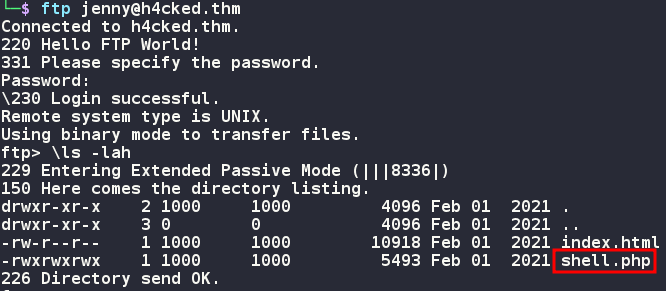 └─$ ftp jenny@h4cked.thm
Connected to h4cked.thm.
220 Hello FTP World!
331 Please specify the password.
Password:
\230 Login successful.
Remote system type is UNIX.
Using binary mode to transfer files.
ftp> \ls -lah
229 Entering Extended Passive Mode (|||8336|)
150 Here comes the directory listing.
drwxr-xr-x    2 1000     1000         4096 Feb 01  2021 .
drwxr-xr-x    3 0        0            4096 Feb 01  2021 ..
-rw-r--r--    1 1000     1000        10918 Feb 01  2021 index.html
-rwxrwxrwx    1 1000     1000         5493 Feb 01  2021 shell.php
226 Directory send OK.